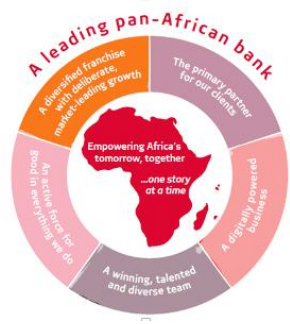 A leading pan-African bank
A diversified franchise
with deliberate,
market-leading growth
The primary partner
for our clients
A digitally powered
business
A winning, talented
and diverse team
An active force for
good in everything we do
Empowering Africa's
tomorrow, together
...one story
at a time